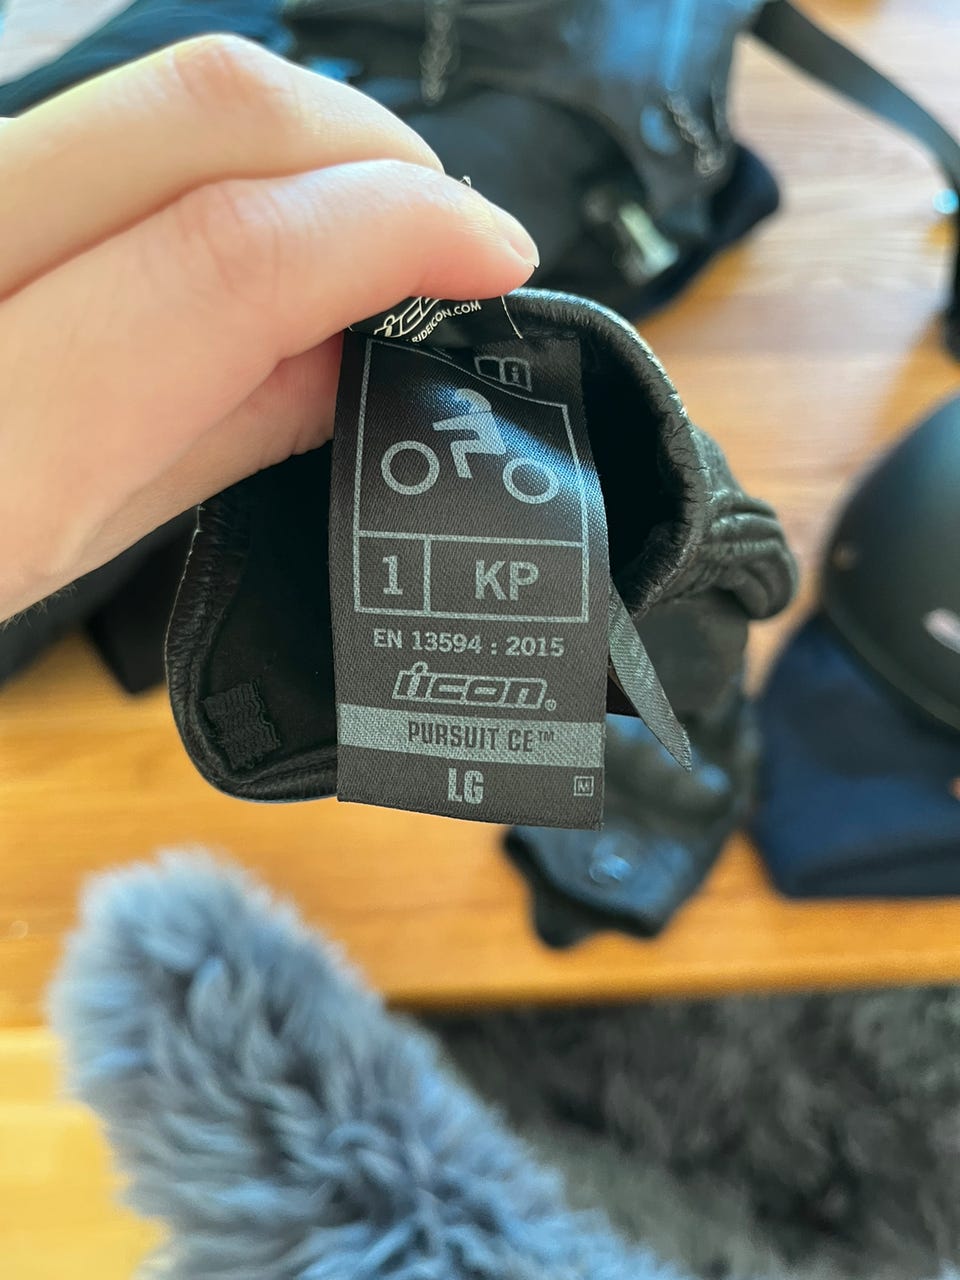 RIDEICON.COM
i
1 KP
EN 13594 : 2015
icon®
PURSUIT CE™
LG M